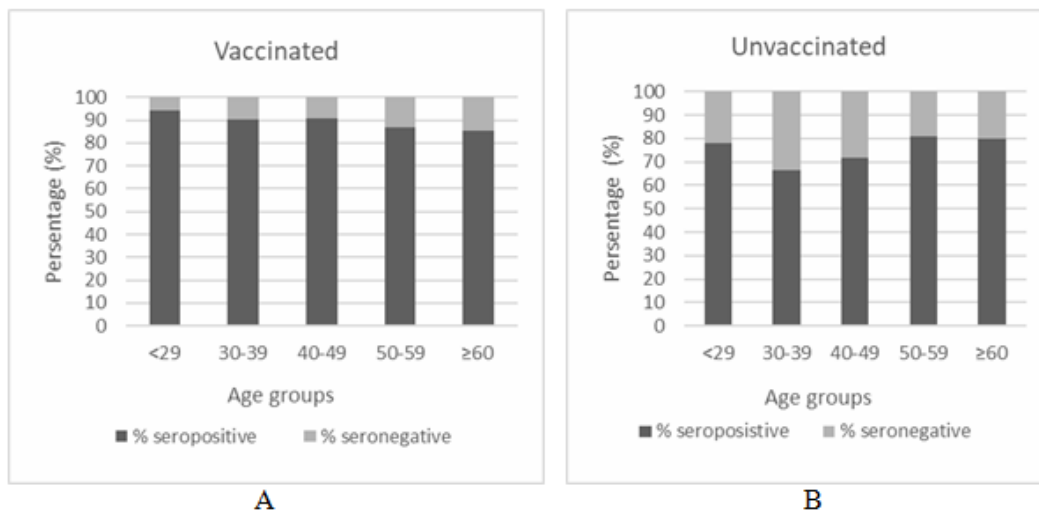 Vaccinated
Persentage (%)
100
90
80
70
60
50
40
30
20
10
0
<29 30-39 40-49 50-59 ≥60
Age groups
% seropositive % seronegative
A
Unvaccinated
Persentage (%)
100
90
80
70
60
50
40
30
20
10
0
<29 30-39 40-49 50-59 ≥60
Age groups
% seroposistive % seronegative
B